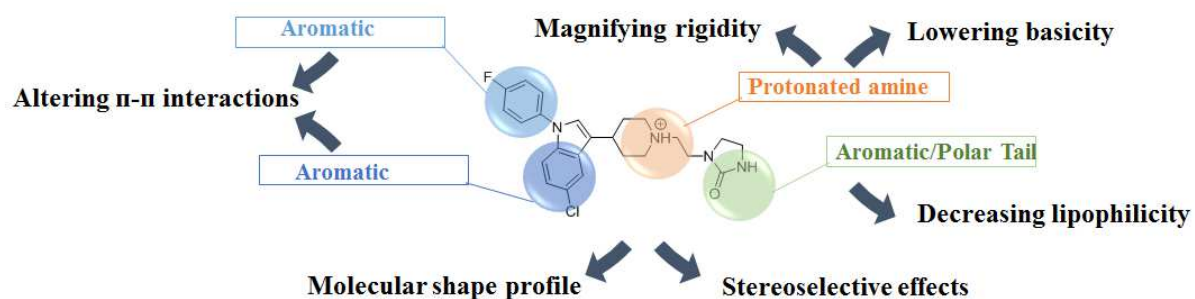 Aromatic
Magnifying rigidity
Lowering basicity
Altering π-π interactions
F
Protonated amine
N
NH
N
NH
O
Aromatic/Polar Tail
Aromatic
Cl
Decreasing lipophilicity
Molecular shape profile
Stereoselective effects